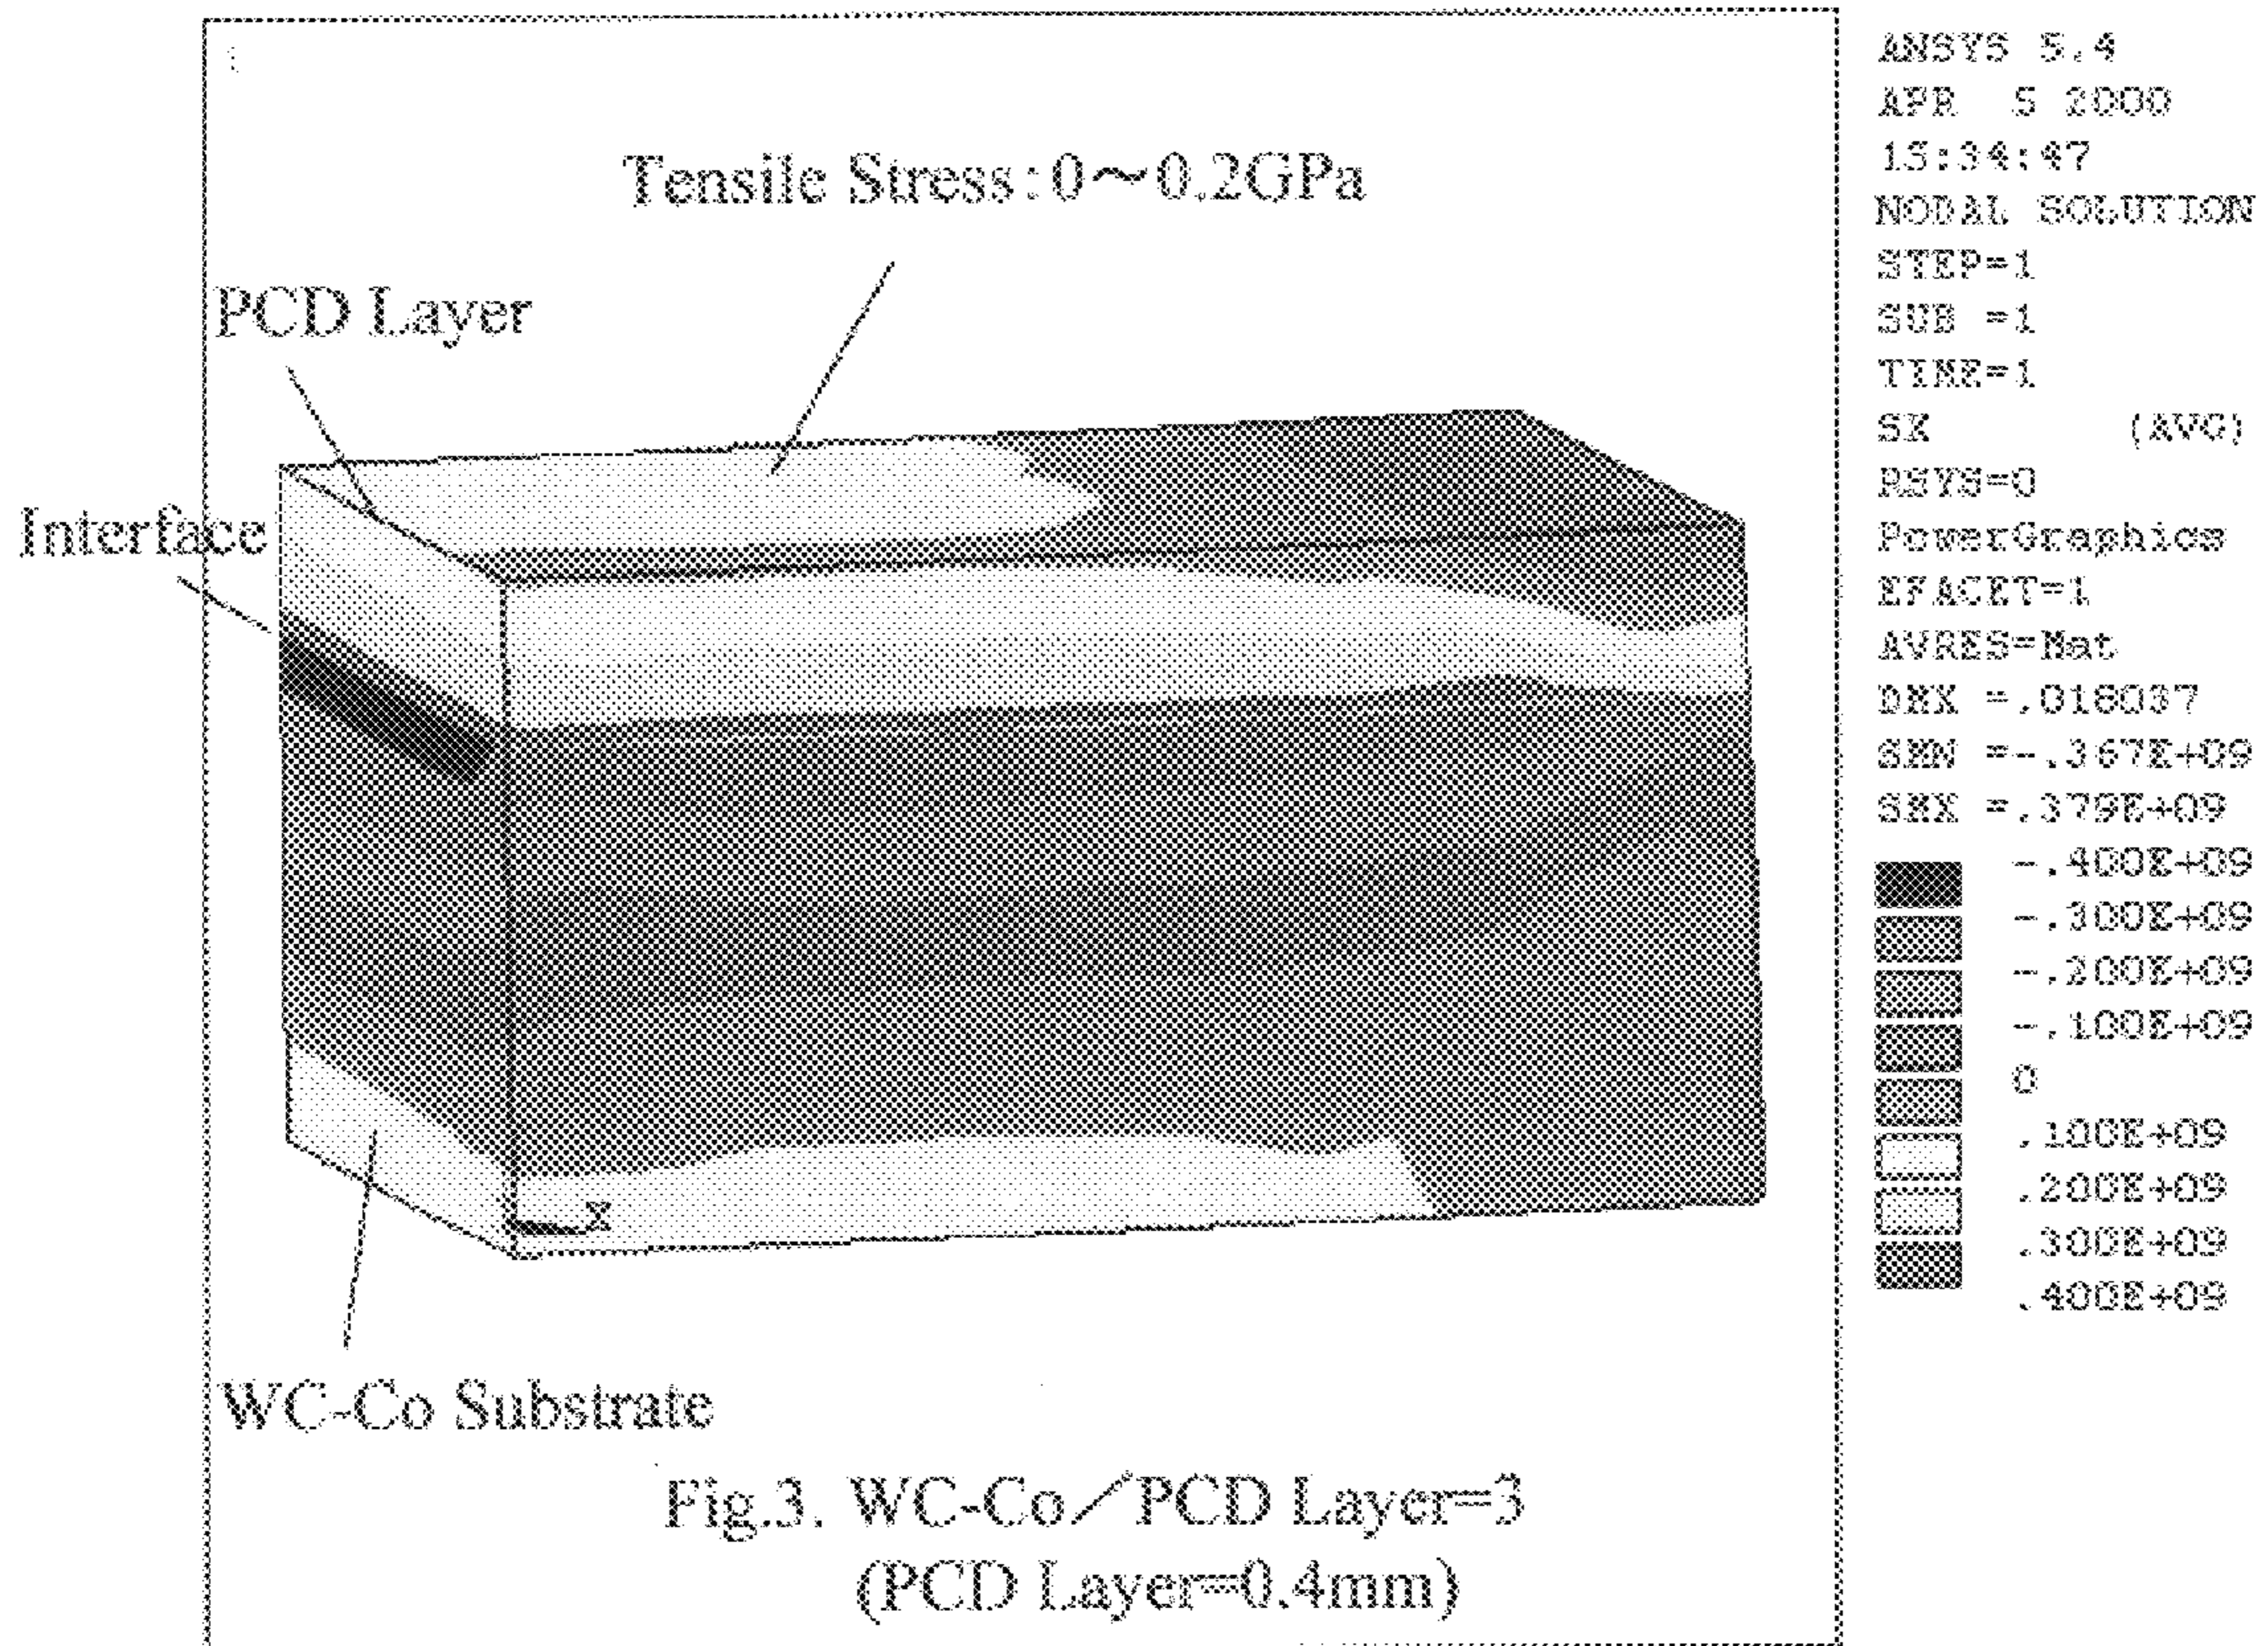 Tensile Stress:0～0.2GPa
PCD Layer
Interface
X
WC-Co Substrate
Fig.3. WC-Co／PCD Layer=3
(PCD Layer=0.4mm)
ANSYS 5.4
APR 5 2000
15:34:47
NODAL SOLUTION
STEP=1
SUB =1
TIME=1
SX (AVG)
RSYS=0
PowerGraphics
EFACET=1
AVRES=Mat
DMX =.018037
SMN =-.367E+09
SMX =.379E+09
-.400E+09
-.300E+09
-.200E+09
-.100E+09
0
.100E+09
.200E+09
.300E+09
.400E+09